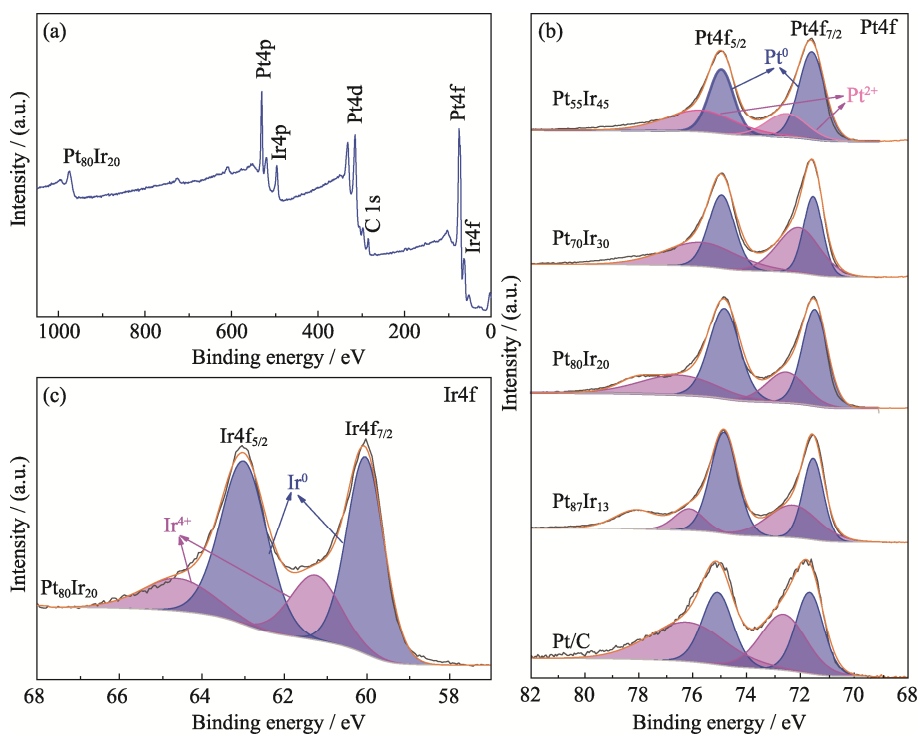 (a)
Intensity / (a.u.)
Pt80Ir20
Pt4p
Ir4p
Pt4d
C 1s
Pt4f
Ir4f
1000 800 600 400 200 0
Binding energy / eV
(b)
Pt4f5/2
Pt4f7/2
Pt4f
Pt0
Pt2+
Pt55Ir45
Pt70Ir30
Pt80Ir20
Pt87Ir13
Pt/C
Intensity / (a.u.)
82 80 78 76 74 72 70 68
Binding energy / eV
(c)
Ir4f
Ir4f5/2
Ir4f7/2
Ir0
Ir4+
Pt80Ir20
Intensity / (a.u.)
68 66 64 62 60
Binding energy / eV